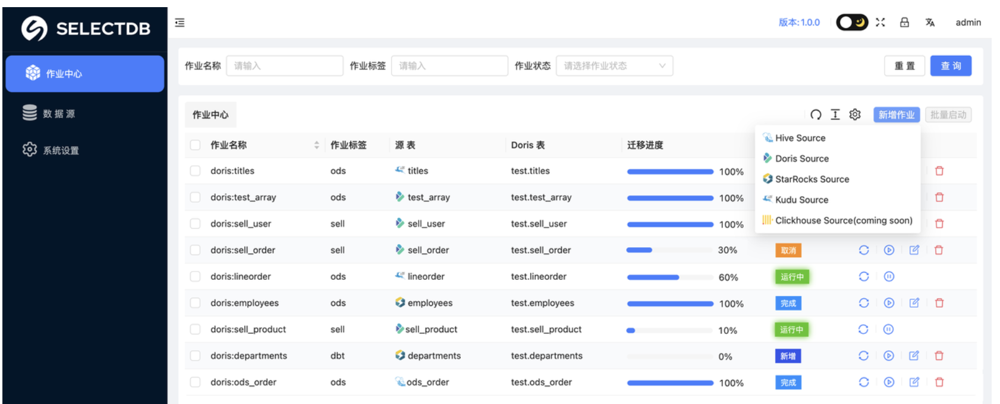 SELECTDB
版本:1.0.0
admin
作业中心
数据源
系统设置
作业名称 请输入 作业标签 请输入 作业状态 请选择作业状态 重置 查询
作业中心 新增作业 批量启动
作业名称 作业标签 源表 Doris 表 迁移进度
Hive Source
Doris Source
StarRocks Source
Kudu Source
Clickhouse Source(coming soon)
doris:titles ods titles test.titles 100%
doris:test_array ods test_array test.test_array 100%
doris:sell_user sell sell_user test.sell_user 100%
doris:sell_order sell sell_order test.sell_order 30% 取消
doris:lineorder ods lineorder test.lineorder 60% 运行中
doris:employees ods employees test.employees 100% 完成
doris:sell_product sell sell_product test.sell_product 10% 运行中
doris:departments dbt departments test.departments 0% 新增
doris:ods_order ods ods_order test.ods_order 100% 完成